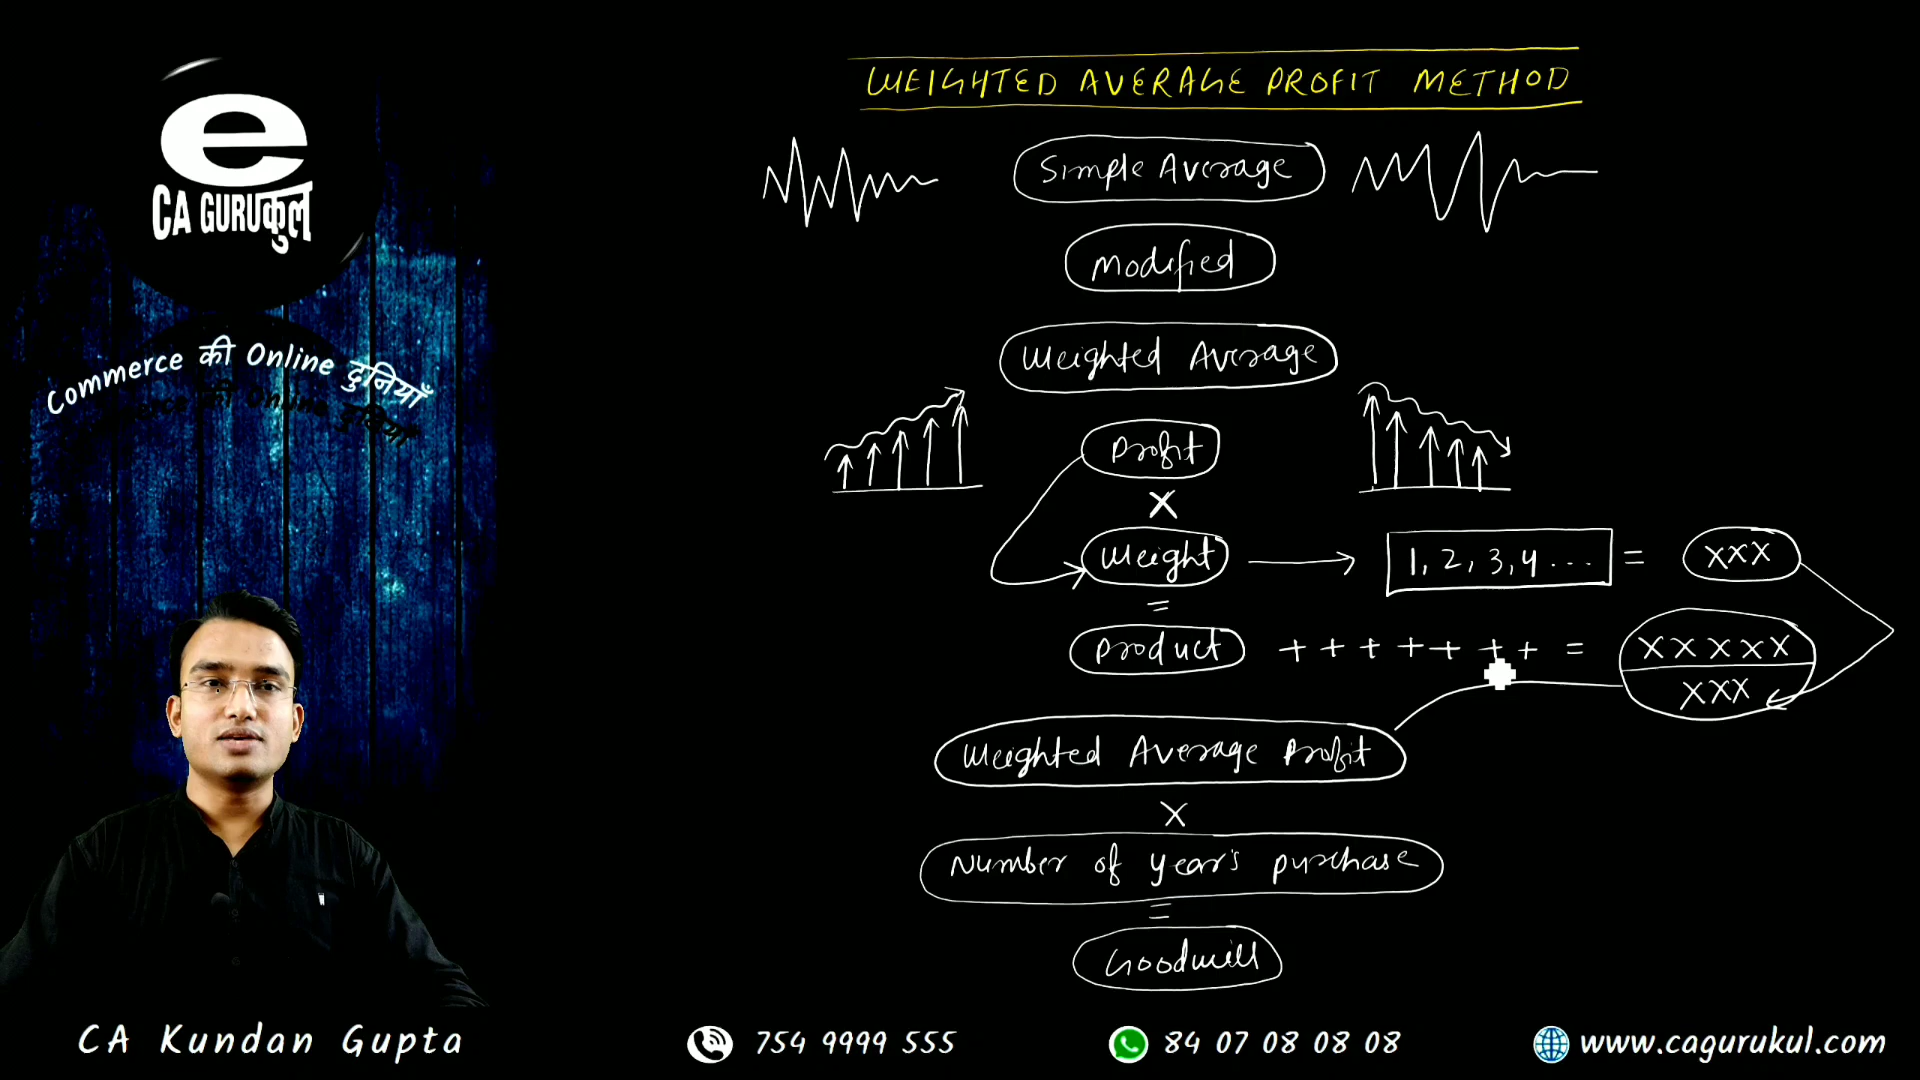 WEIGHTED AVERAGE PROFIT METHOD
e
CA GURUकुल
Commerce की Online दुनियाँ
Simple Average
Modified
Weighted Average
Profit
X
Weight → 1, 2, 3, 4 ... = XXX
=
Product + + + + + + + = XXXXX
XXX
Weighted Average Profit
X
Number of year's purchase
=
Goodwill
CA Kundan Gupta
754 9999 555
84 07 08 08 08
www.cagurukul.com